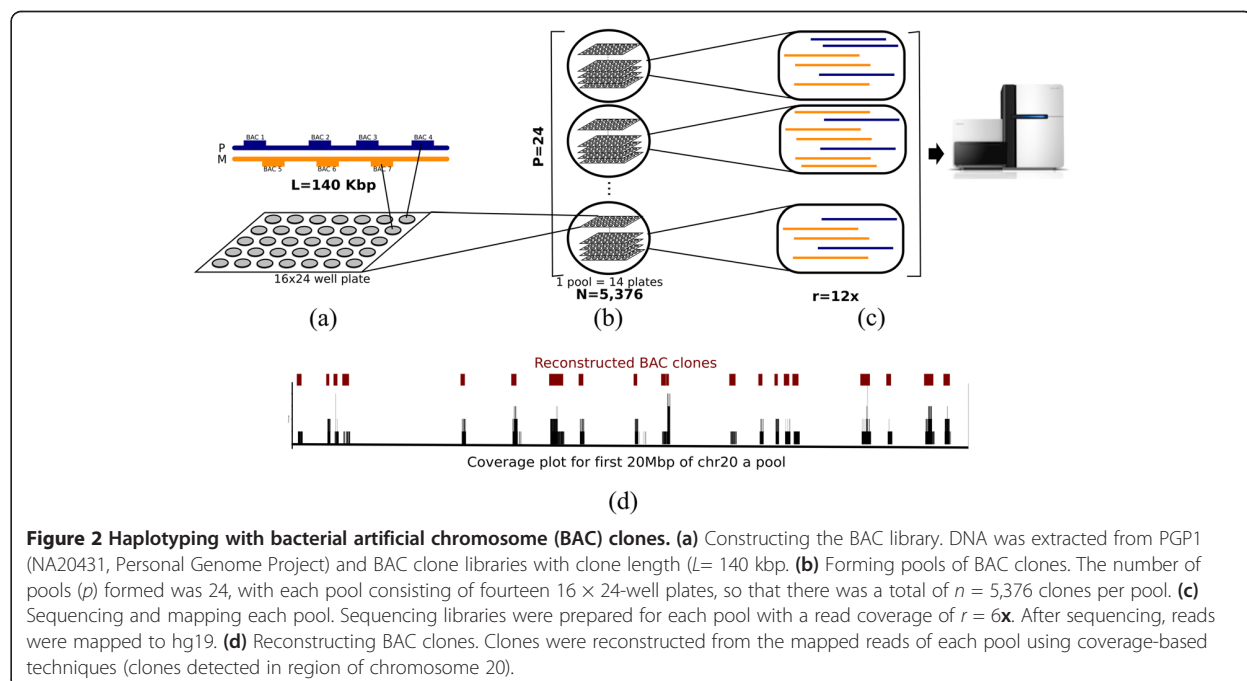 BAC 1 BAC 2 BAC 3 BAC 4
P
M
BAC 5 BAC 6 BAC 7
L=140 Kbp
16x24 well plate
(a)
P=24
1 pool = 14 plates
N=5,376
(b)
r=12x
(c)
Reconstructed BAC clones
Coverage plot for first 20Mbp of chr20 a pool
(d)
Figure 2 Haplotyping with bacterial artificial chromosome (BAC) clones. (a) Constructing the BAC library. DNA was extracted from PGP1
(NA20431, Personal Genome Project) and BAC clone libraries with clone length (L= 140 kbp. (b) Forming pools of BAC clones. The number of
pools (p) formed was 24, with each pool consisting of fourteen 16 × 24-well plates, so that there was a total of n = 5,376 clones per pool. (c)
Sequencing and mapping each pool. Sequencing libraries were prepared for each pool with a read coverage of r = 6x. After sequencing, reads
were mapped to hg19. (d) Reconstructing BAC clones. Clones were reconstructed from the mapped reads of each pool using coverage-based
techniques (clones detected in region of chromosome 20).